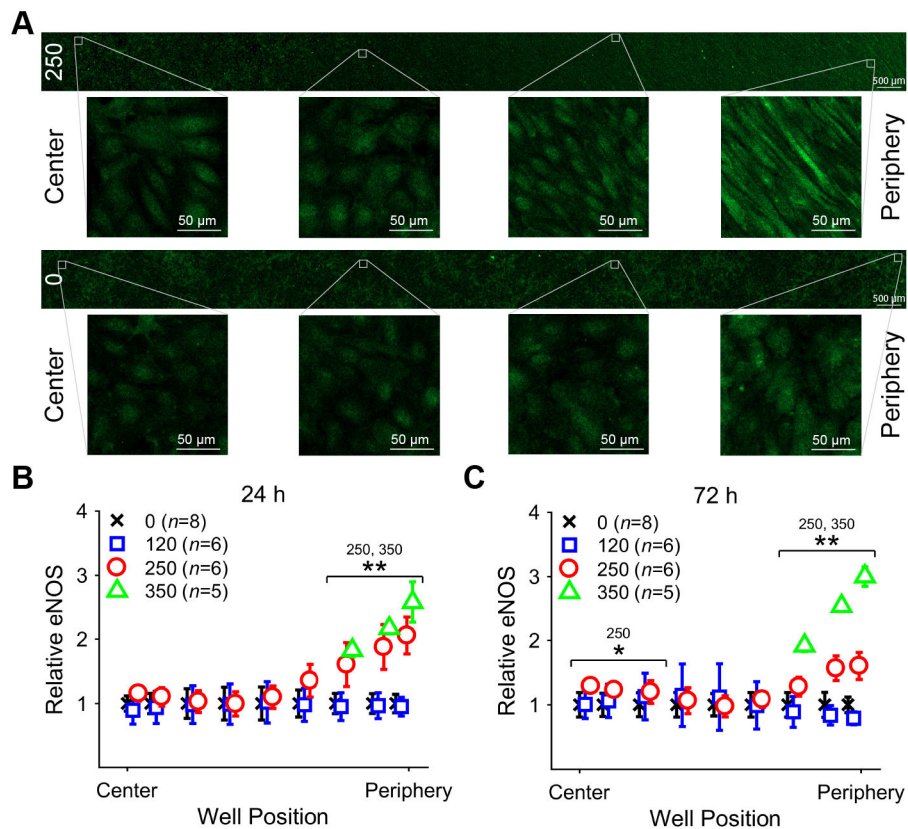 A
250
500 µm
Center
50 µm
50 µm
50 µm
50 µm
Periphery
0
500 µm
Center
50 µm
50 µm
50 µm
50 µm
Periphery
B
24 h
Relative eNOS
4
3
2
1
0 (n=8)
120 (n=6)
250 (n=6)
350 (n=5)
250, 350
**
Center
Periphery
Well Position
C
72 h
Relative eNOS
4
3
2
1
0 (n=8)
120 (n=6)
250 (n=6)
350 (n=5)
250, 350
**
250
*
Center
Periphery
Well Position